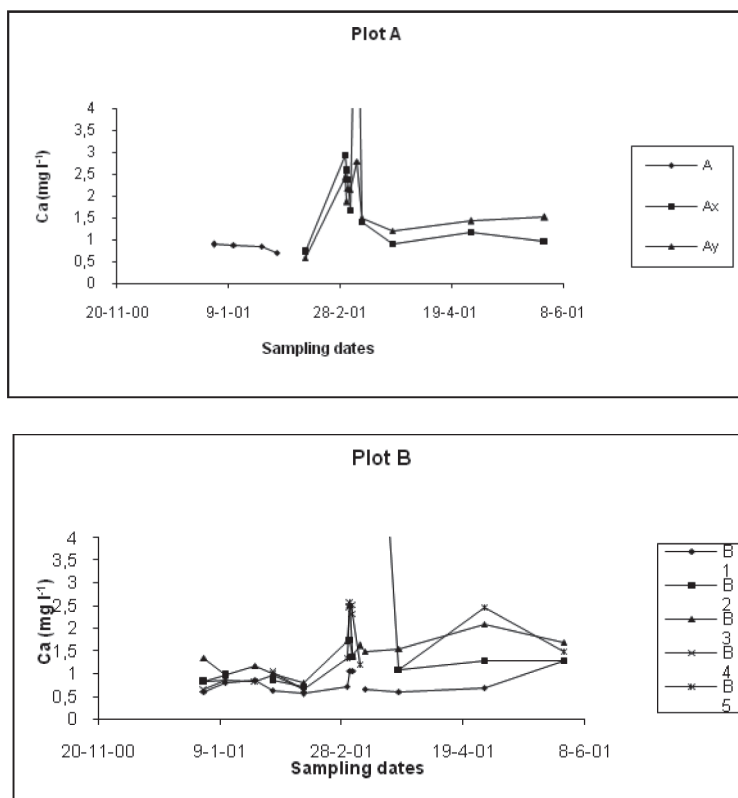 Plot A
Ca (mg l⁻¹)
4
3,5
3
2,5
2
1,5
1
0,5
0
20-11-00 9-1-01 28-2-01 19-4-01 8-6-01
Sampling dates
A
Ax
Ay
Plot B
Ca (mg l⁻¹)
4
3,5
3
2,5
2
1,5
1
0,5
0
20-11-00 9-1-01 28-2-01 19-4-01 8-6-01
Sampling dates
B
1
B
2
B
3
B
4
B
5